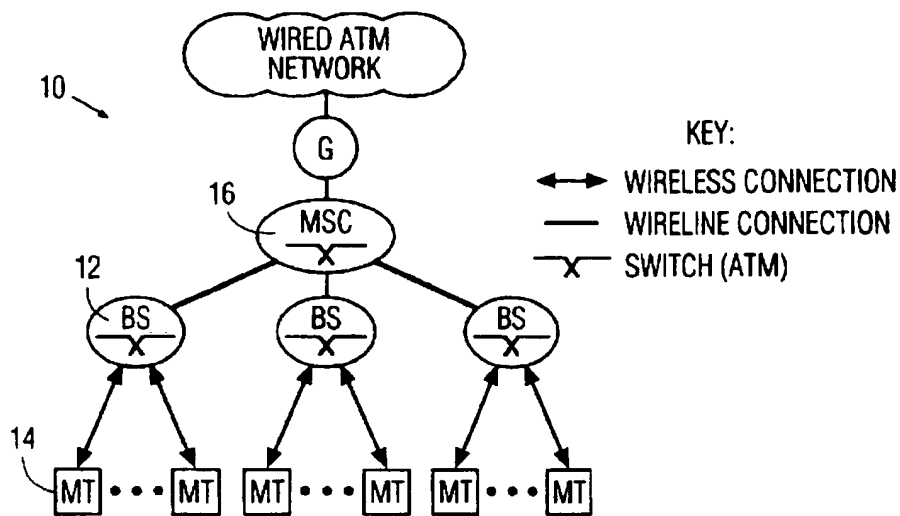 WIRED ATM
NETWORK
10
G
KEY:
WIRELESS CONNECTION
16
MSC
WIRELINE CONNECTION
X
SWITCH (ATM)
X
12
BS
BS
BS
X
X
X
14
MT ••• MT MT ••• MT MT ••• MT